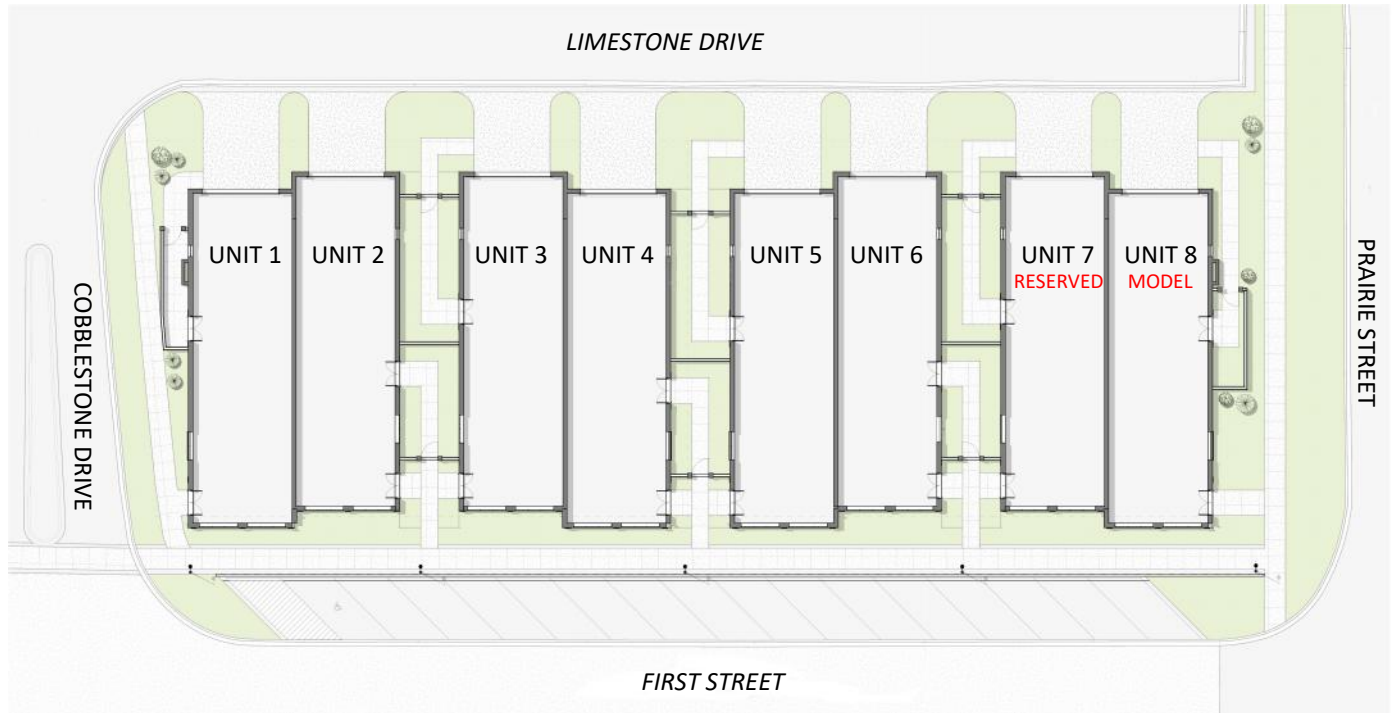 LIMESTONE DRIVE
UNIT 1
UNIT 2
UNIT 3
UNIT 4
UNIT 5
UNIT 6
UNIT 7
RESERVED
UNIT 8
MODEL
COBBLESTONE DRIVE
PRAIRIE STREET
FIRST STREET